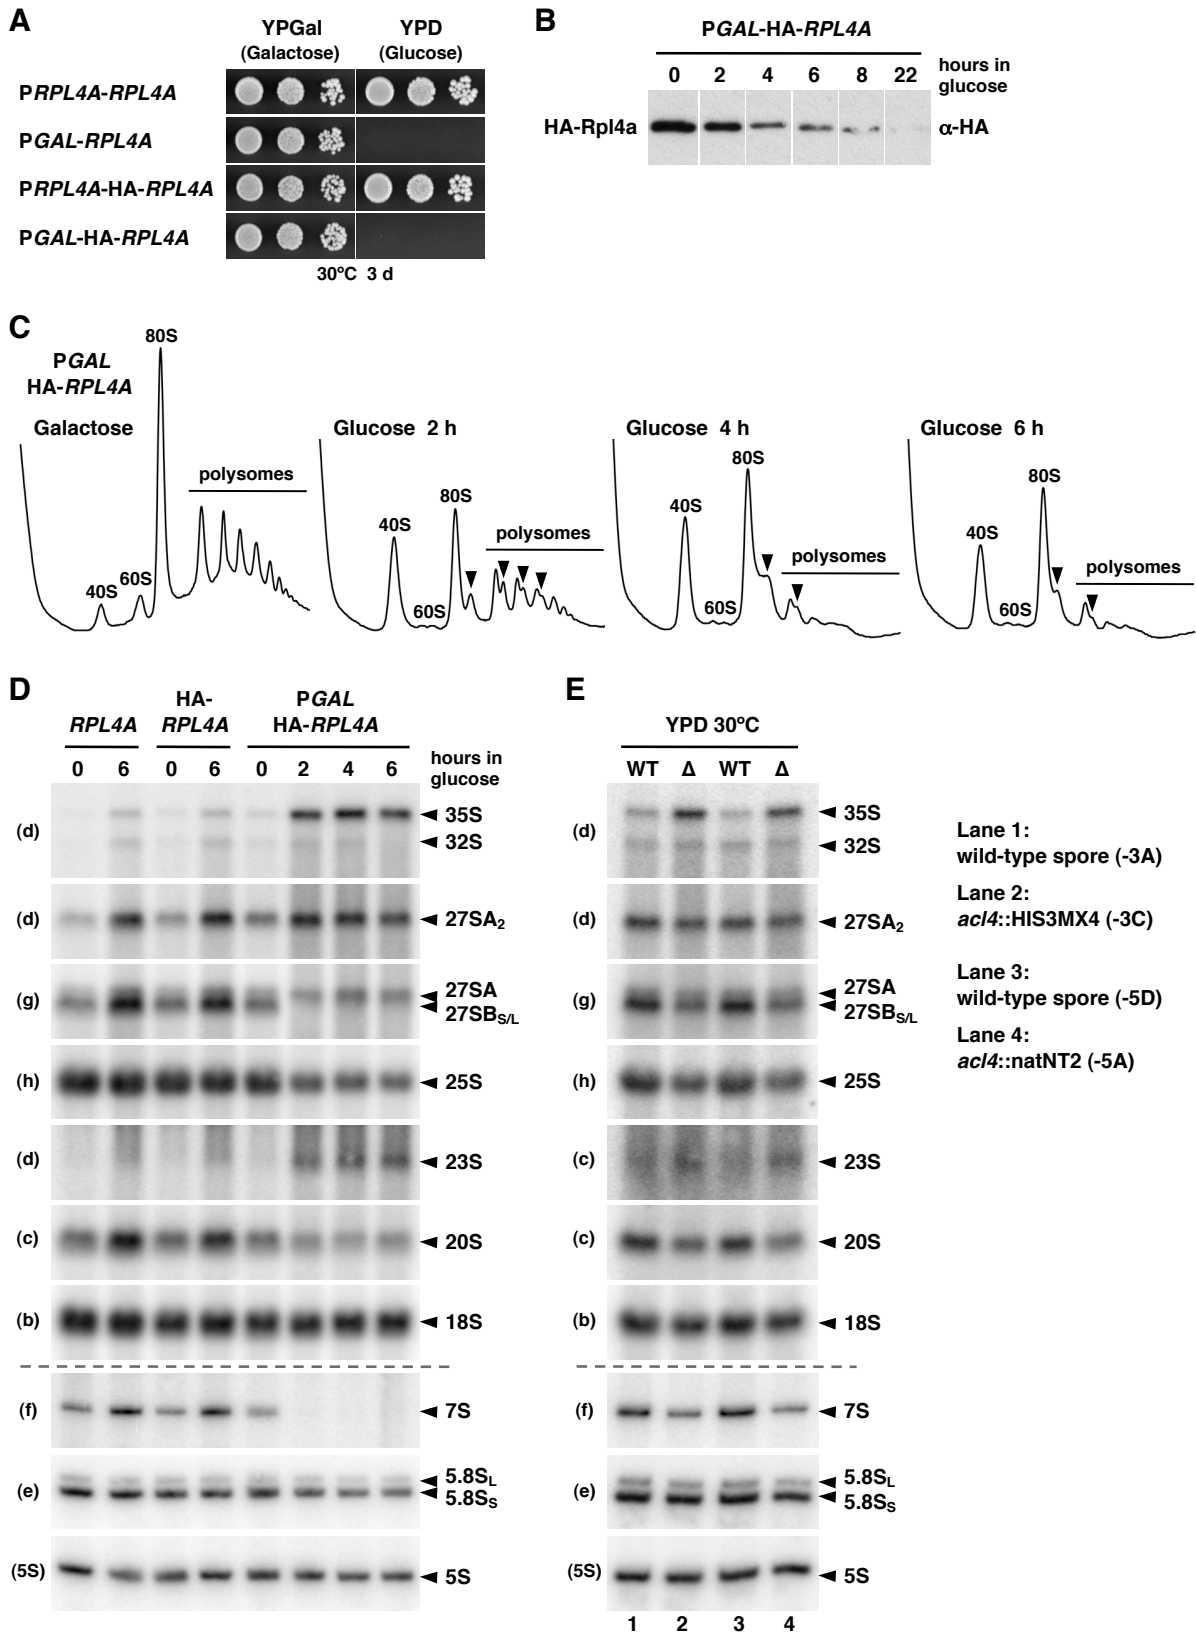 A
YPGal
(Galactose)
YPD
(Glucose)
PRPL4A-RPL4A
PGAL-RPL4A
PRPL4A-HA-RPL4A
PGAL-HA-RPL4A
30ºC 3 d
B
PGAL-HA-RPL4A
0 2 4 6 8 22
hours in
glucose
HA-Rpl4a
α-HA
C
PGAL
HA-RPL4A
Galactose
40S
60S
80S
polysomes
Glucose 2 h
40S
60S
80S
polysomes
Glucose 4 h
40S
60S
80S
polysomes
Glucose 6 h
40S
60S
80S
polysomes
D
RPL4A
HA-
RPL4A
PGAL
HA-RPL4A
0 6 0 6 0 2 4 6
hours in
glucose
(d)
35S
32S
(d)
27SA2
(g)
27SA
27SBS/L
(h)
25S
(d)
23S
(c)
20S
(b)
18S
(f)
7S
(e)
5.8SL
5.8SS
(5S)
5S
E
YPD 30ºC
WT Δ WT Δ
(d)
35S
32S
(d)
27SA2
(g)
27SA
27SBS/L
(h)
25S
(c)
23S
(c)
20S
(b)
18S
(f)
7S
(e)
5.8SL
5.8SS
(5S)
5S
1 2 3 4
Lane 1:
wild-type spore (-3A)
Lane 2:
acl4::HIS3MX4 (-3C)
Lane 3:
wild-type spore (-5D)
Lane 4:
acl4::natNT2 (-5A)